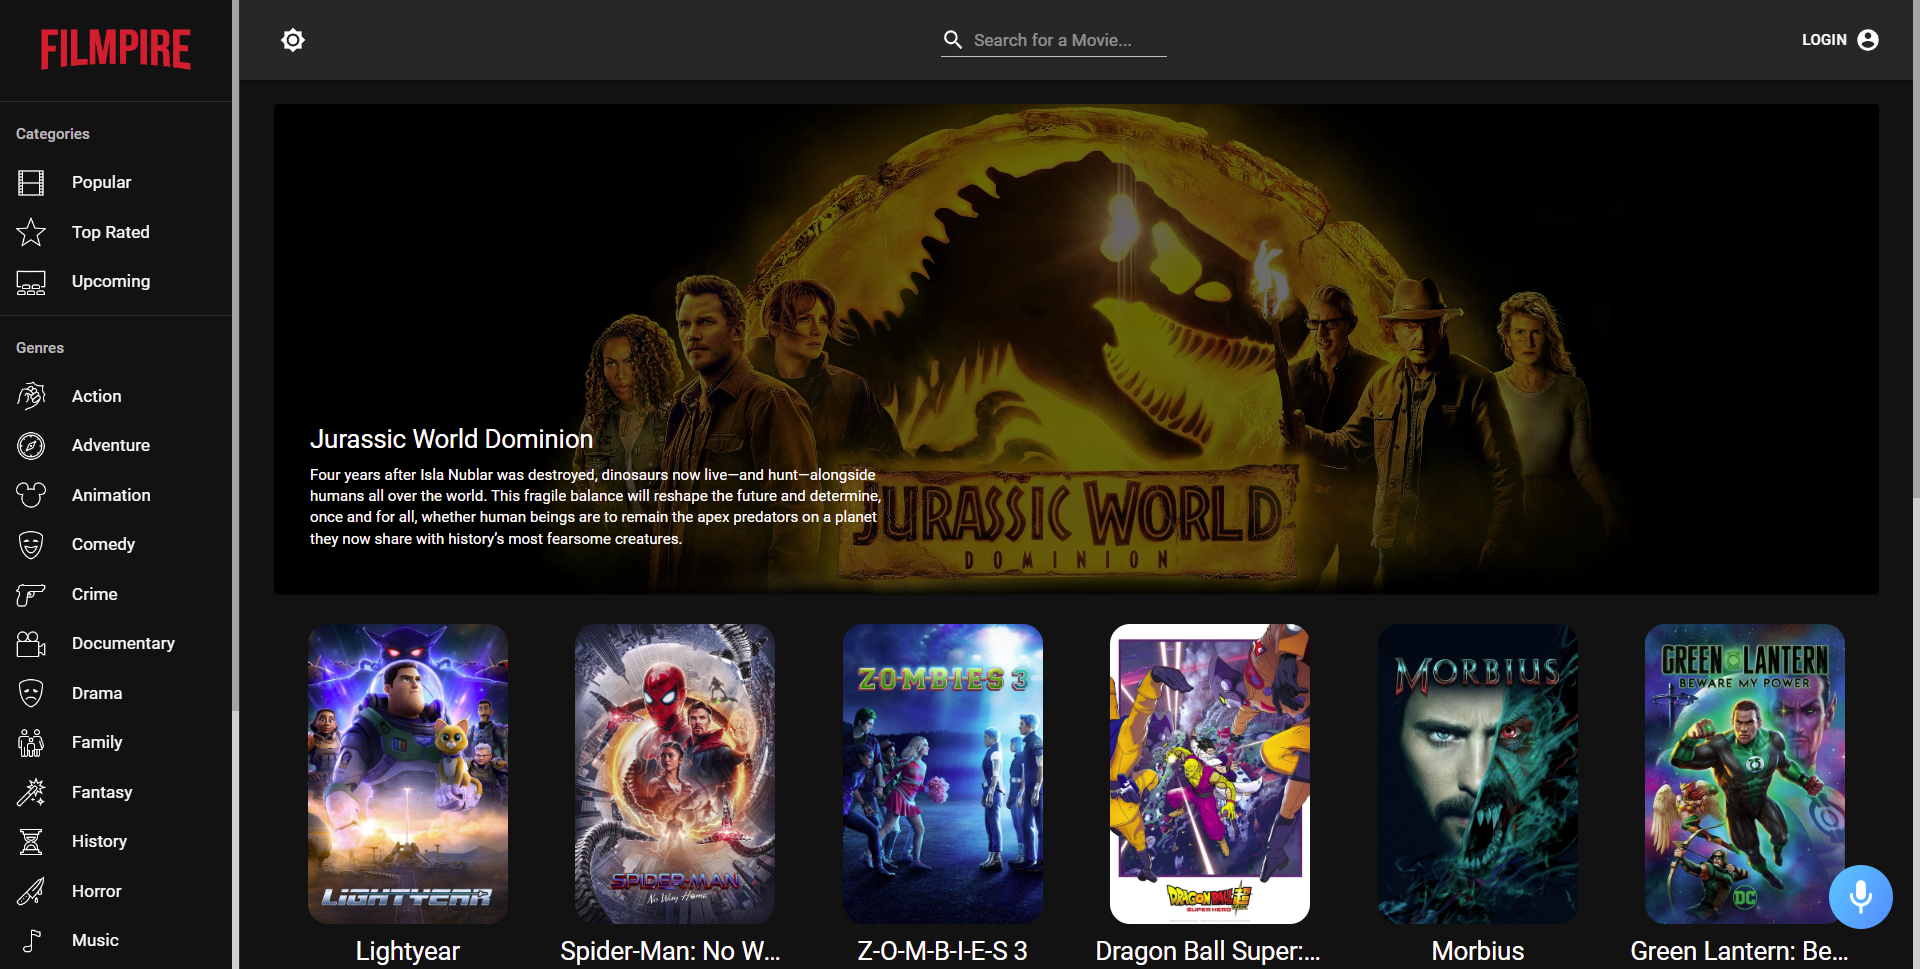 FILMPIRE
Search for a Movie...
LOGIN
Categories
Popular
Top Rated
Upcoming
Genres
Action
Adventure
Animation
Comedy
Crime
Documentary
Drama
Family
Fantasy
History
Horror
Music
Jurassic World Dominion
Four years after Isla Nublar was destroyed, dinosaurs now live—and hunt—alongside
humans all over the world. This fragile balance will reshape the future and determine,
once and for all, whether human beings are to remain the apex predators on a planet
they now share with history’s most fearsome creatures.
JURASSIC WORLD
DOMINION
LIGHTYEAR
SPIDER-MAN
No Way Home
Z-O-M-B-I-E-S 3
DRAGON BALL SUPER
SUPER HERO
MORBIUS
GREEN LANTERN
BEWARE MY POWER
DC
Lightyear
Spider-Man: No W...
Z-O-M-B-I-E-S 3
Dragon Ball Super:...
Morbius
Green Lantern: Be...